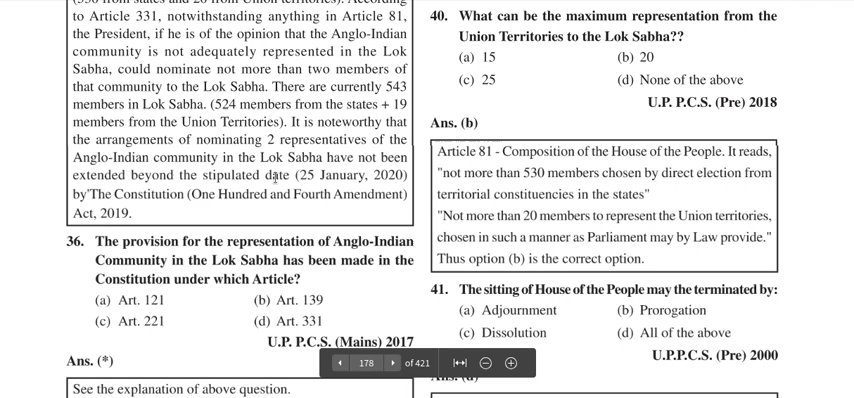 (530 from states and 20 from Union territories). According
to Article 331, notwithstanding anything in Article 81,
the President, if he is of the opinion that the Anglo-Indian
community is not adequately represented in the Lok
Sabha, could nominate not more than two members of
that community to the Lok Sabha. There are currently 543
members in Lok Sabha. (524 members from the states + 19
members from the Union Territories). It is noteworthy that
the arrangements of nominating 2 representatives of the
Anglo-Indian community in the Lok Sabha have not been
extended beyond the stipulated date (25 January, 2020)
by'The Constitution (One Hundred and Fourth Amendment)
Act, 2019.
36. The provision for the representation of Anglo-Indian
Community in the Lok Sabha has been made in the
Constitution under which Article?
(a) Art. 121 (b) Art. 139
(c) Art. 221 (d) Art. 331
U.P. P.C.S. (Mains) 2017
Ans. (*)
See the explanation of above question.
40. What can be the maximum representation from the
Union Territories to the Lok Sabha??
(a) 15 (b) 20
(c) 25 (d) None of the above
U.P. P.C.S. (Pre) 2018
Ans. (b)
Article 81 - Composition of the House of the People. It reads,
"not more than 530 members chosen by direct election from
territorial constituencies in the states"
"Not more than 20 members to represent the Union territories,
chosen in such a manner as Parliament may by Law provide."
Thus option (b) is the correct option.
41. The sitting of House of the People may the terminated by:
(a) Adjournment (b) Prorogation
(c) Dissolution (d) All of the above
U.P.P.C.S. (Pre) 2000
178 of 421